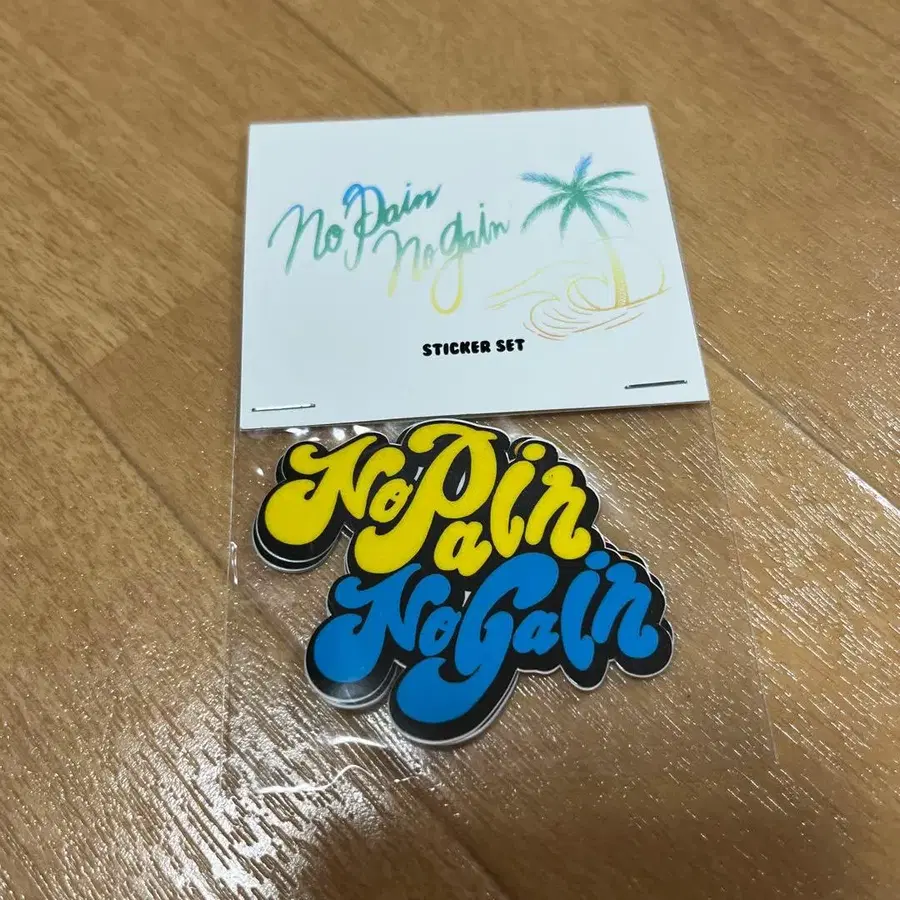 No Pain
No gain
STICKER SET
No Pain
No Gain